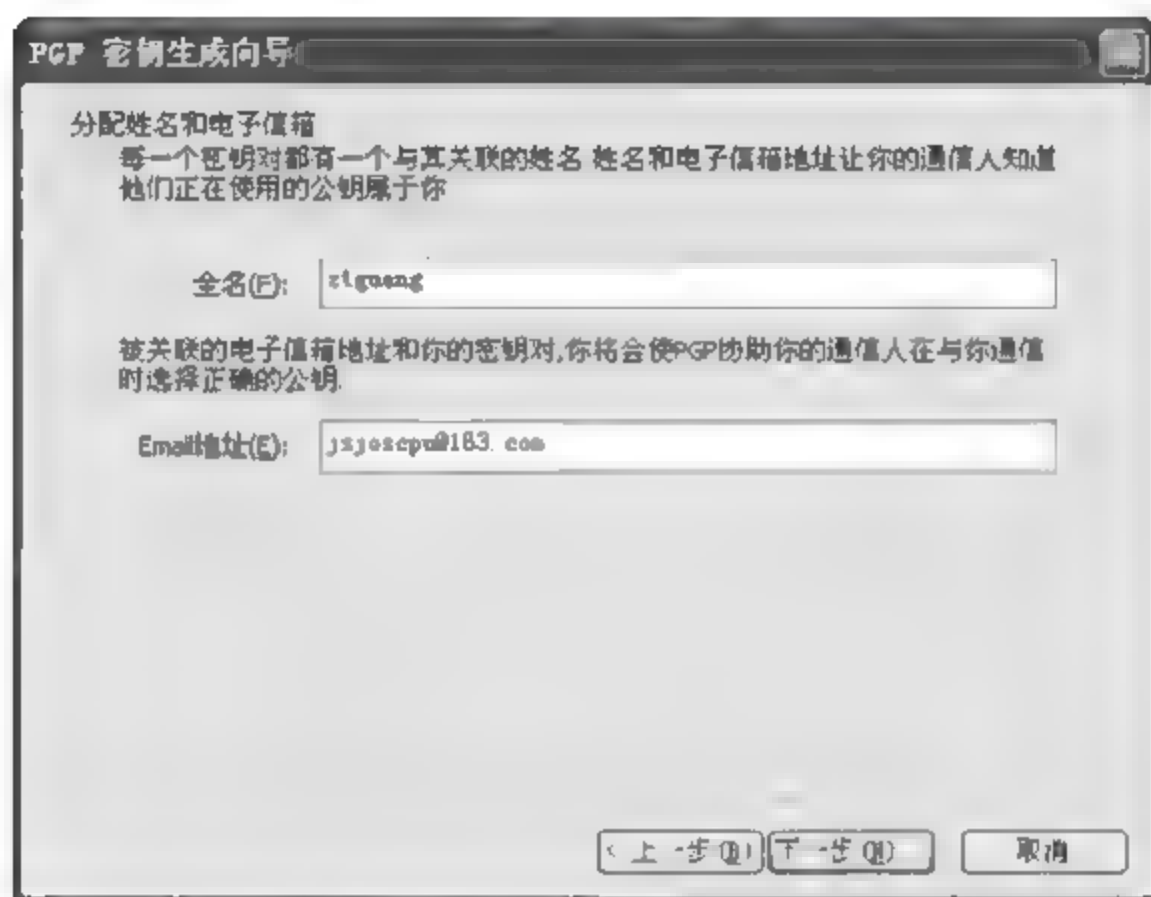 PGP 密钥生成向导
分配姓名和电子信箱
每一个密钥对都有一个与其关联的姓名 姓名和电子信箱地址让你的通信人知道
他们正在使用的公钥属于你
全名(F):
被关联的电子信箱地址和你的密钥对,你将会使PGP协助你的通信人在与你通信
时选择正确的公钥.
Email地址(E):
< 上一步(B) 下一步(N) 取消